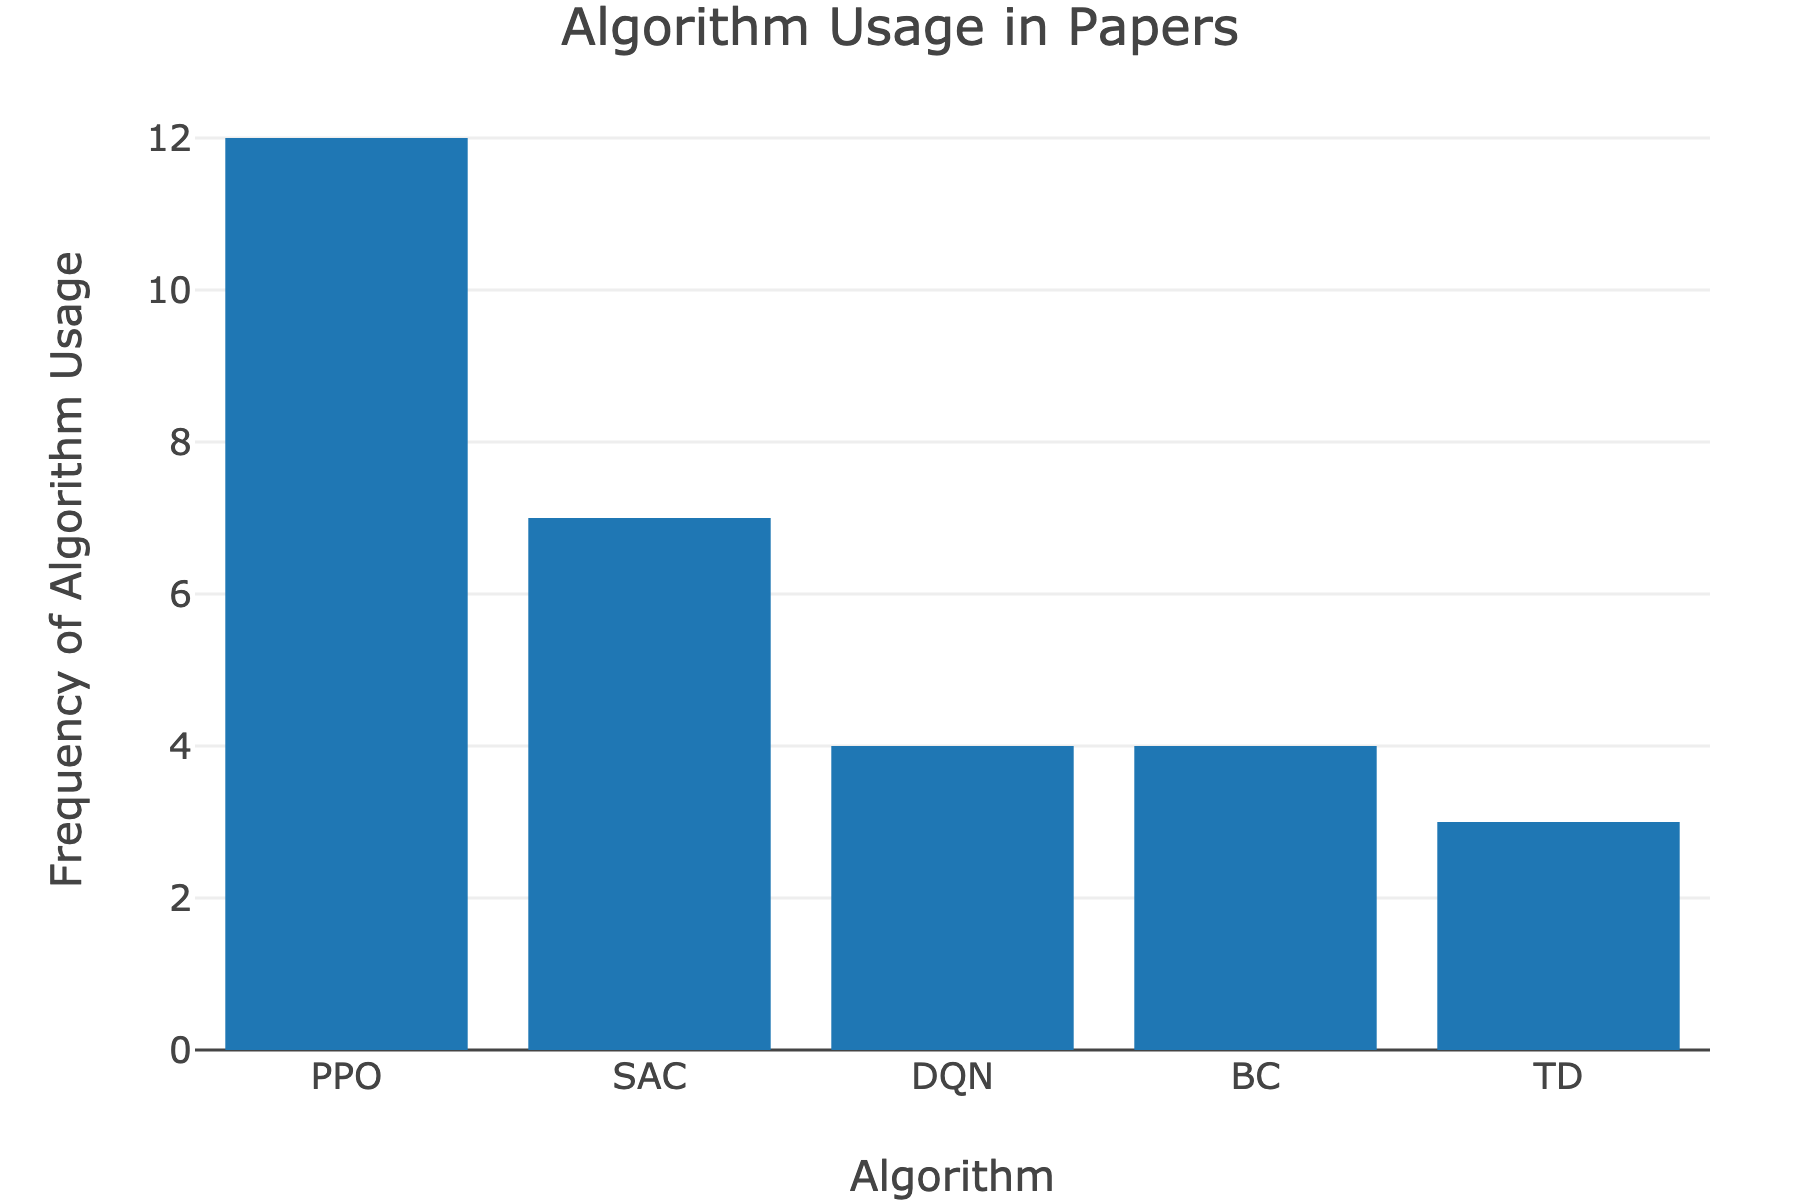 Algorithm Usage in Papers
Frequency of Algorithm Usage
12
10
8
6
4
2
0
PPO SAC DQN BC TD
Algorithm